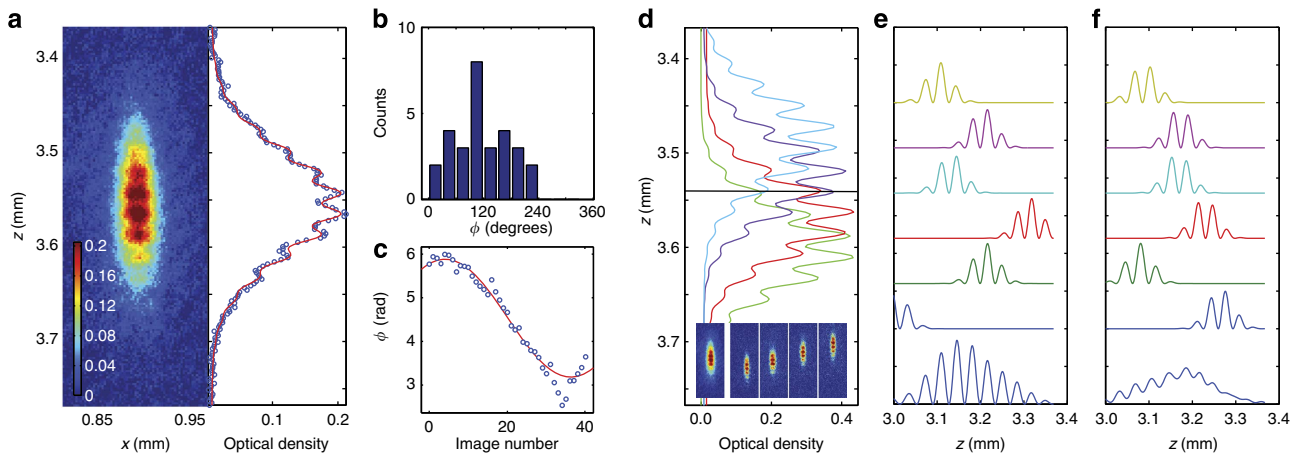 a
3.4
3.5
3.6
3.7
z (mm)
0.2
0.16
0.12
0.08
0.04
0
0.85 0.95
x (mm)
0.1 0.2
Optical density
b
10
5
0
Counts
0 120 240 360
ϕ (degrees)
c
6
5
4
3
ϕ (rad)
0 20 40
Image number
d
3.4
3.5
3.6
3.7
z (mm)
0.0 0.2 0.4
Optical density
e
3.0 3.1 3.2 3.3 3.4
z (mm)
f
3.0 3.1 3.2 3.3 3.4
z (mm)